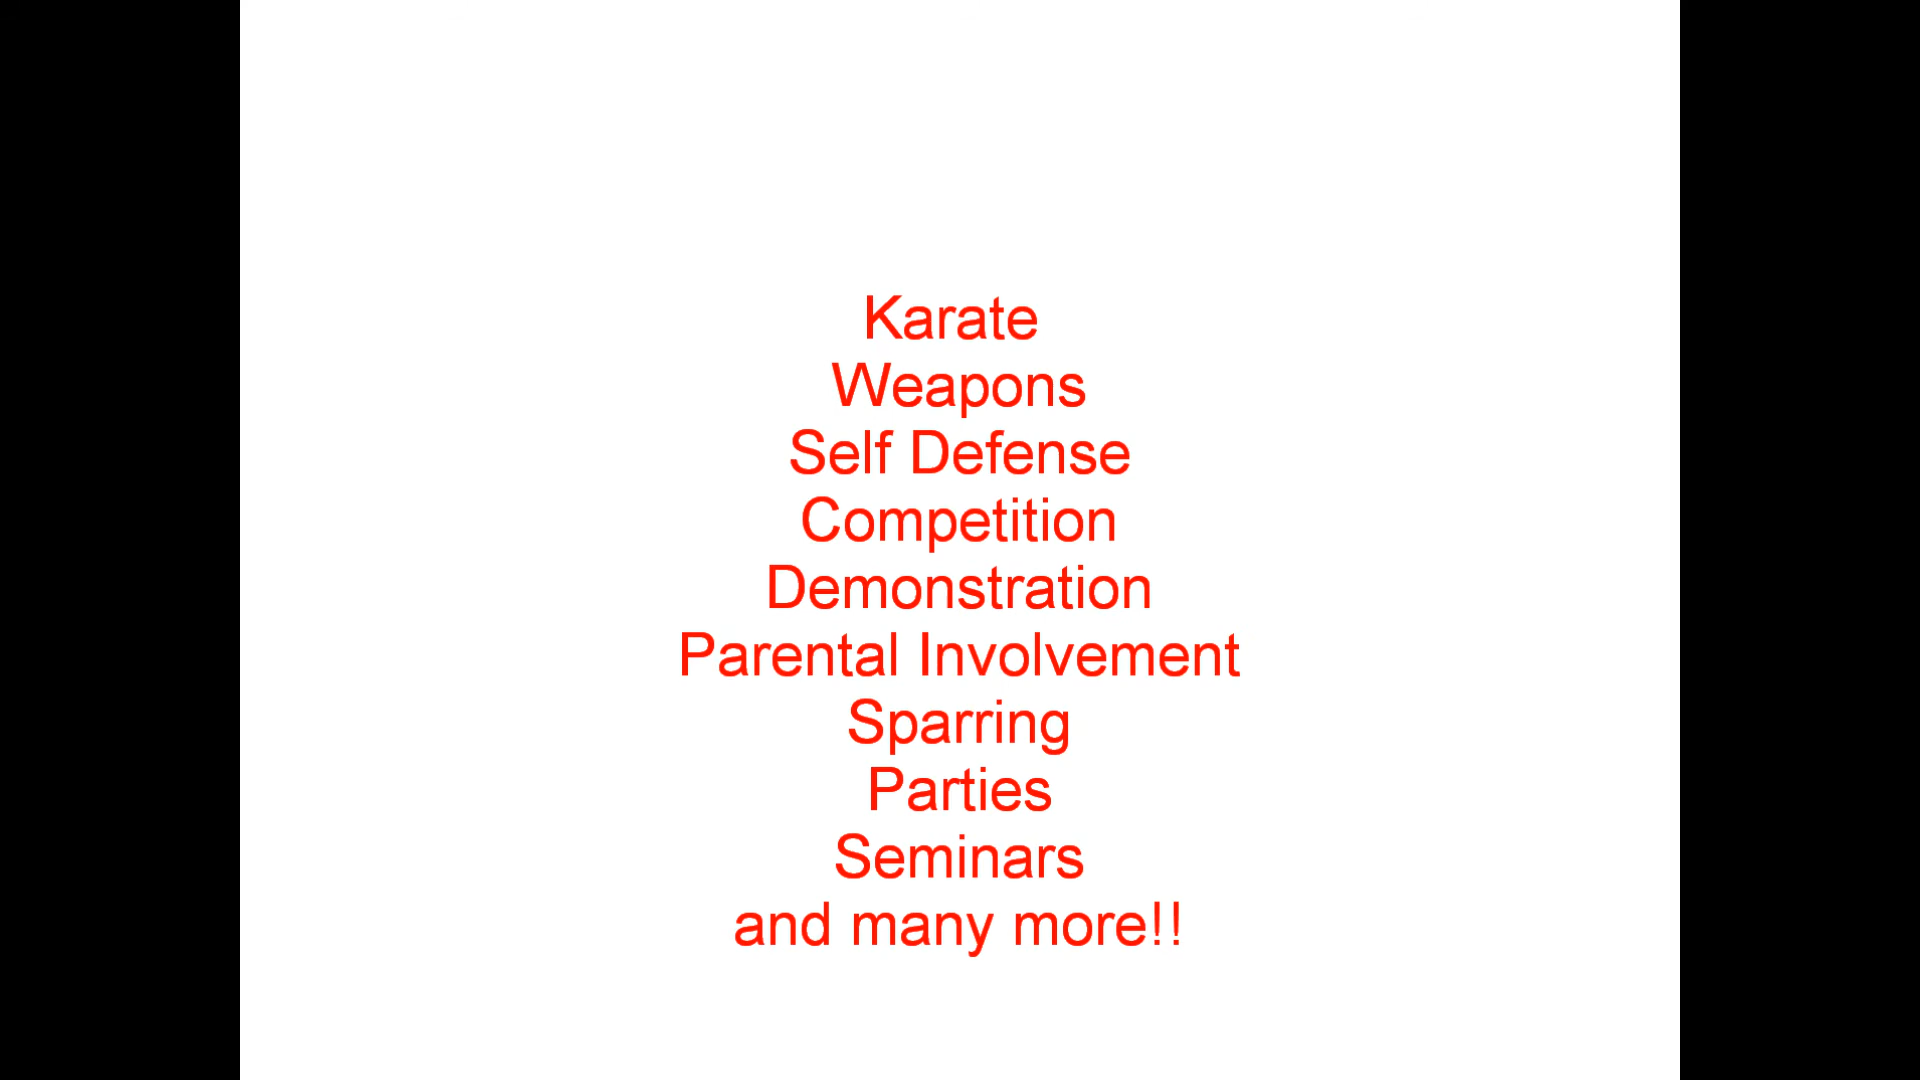 Karate
Weapons
Self Defense
Competition
Demonstration
Parental Involvement
Sparring
Parties
Seminars
and many more!!